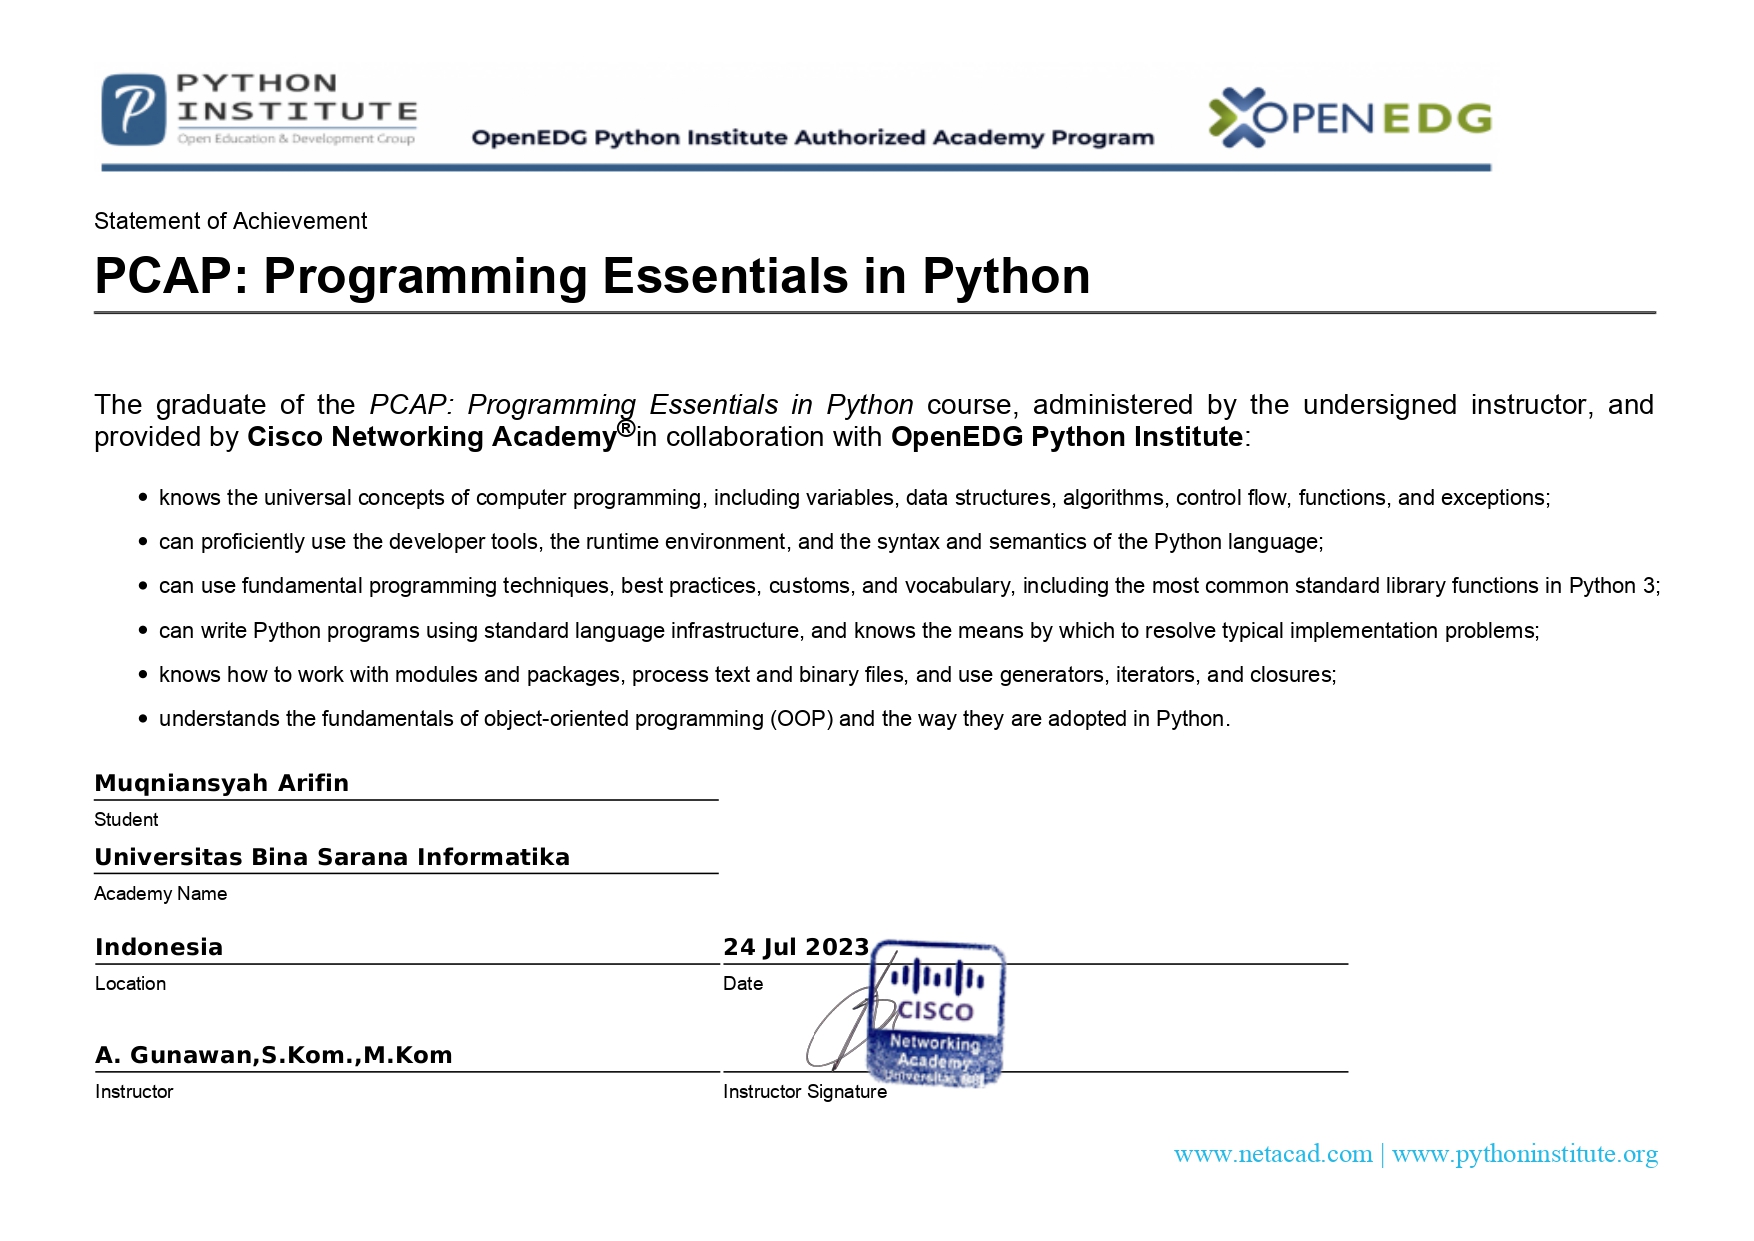 PYTHON
INSTITUTE
Open Education & Development Group
OpenEDG Python Institute Authorized Academy Program
OPENEDG
Statement of Achievement
PCAP: Programming Essentials in Python
The graduate of the PCAP: Programming Essentials in Python course, administered by the undersigned instructor, and
provided by Cisco Networking Academy®in collaboration with OpenEDG Python Institute:
• knows the universal concepts of computer programming, including variables, data structures, algorithms, control flow, functions, and exceptions;
• can proficiently use the developer tools, the runtime environment, and the syntax and semantics of the Python language;
• can use fundamental programming techniques, best practices, customs, and vocabulary, including the most common standard library functions in Python 3;
• can write Python programs using standard language infrastructure, and knows the means by which to resolve typical implementation problems;
• knows how to work with modules and packages, process text and binary files, and use generators, iterators, and closures;
• understands the fundamentals of object-oriented programming (OOP) and the way they are adopted in Python.
Muqniansyah Arifin
Student
Universitas Bina Sarana Informatika
Academy Name
Indonesia
24 Jul 2023
Location
Date
CISCO
Networking
Academy
Universitas
A. Gunawan,S.Kom.,M.Kom
Instructor
Instructor Signature
www.netacad.com | www.pythoninstitute.org